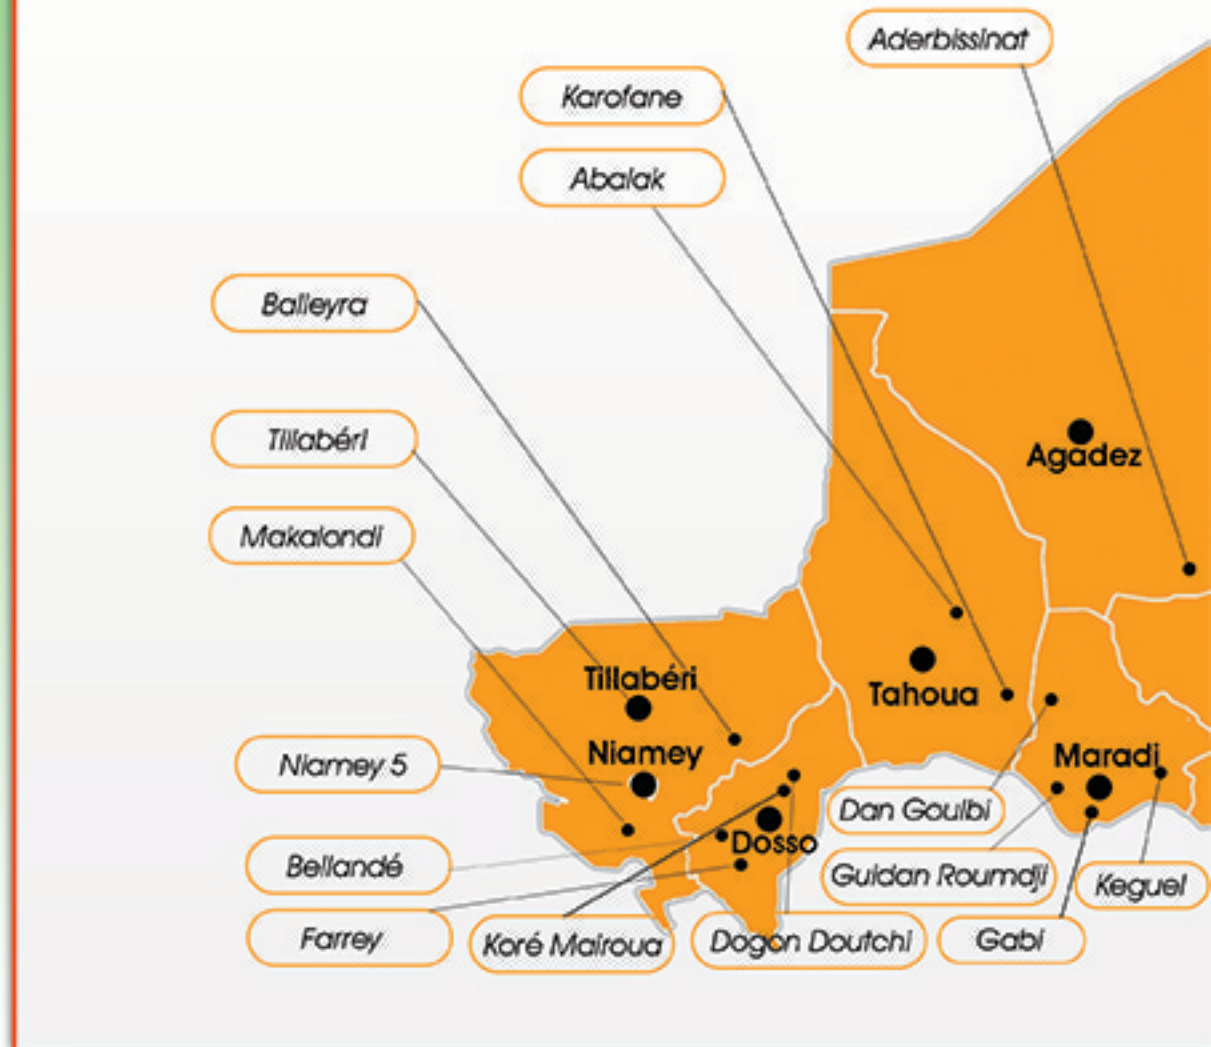 Aderbissinat
Karofane
Abalak
Balleyra
Tillabéri
Makalondi
Agadez
Tillabéri
Tahoua
Niamey
Maradi
Niamey 5
Dan Goulbi
Dosso
Bellandé
Guidan Roumdji
Keguel
Farrey
Koré Mairoua
Dogon Doutchi
Gabi